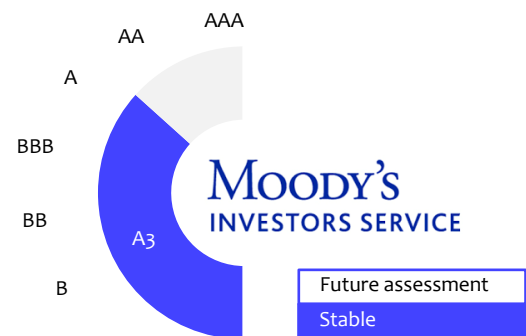 AAA
AA
A
BBB
BB
B
A3
MOODY'S
INVESTORS SERVICE
Future assessment
Stable